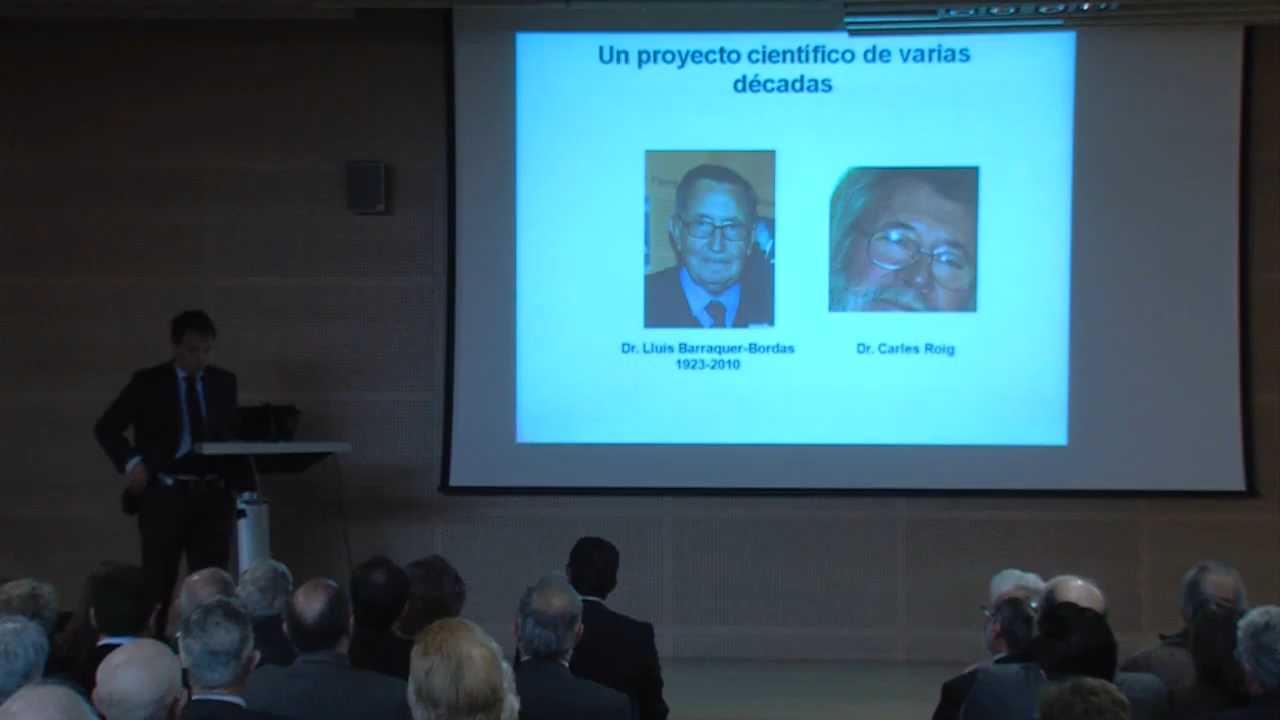 Un proyecto científico de varias
décadas
Dr. Lluis Barraquer-Bordas
1923-2010
Dr. Carles Roig